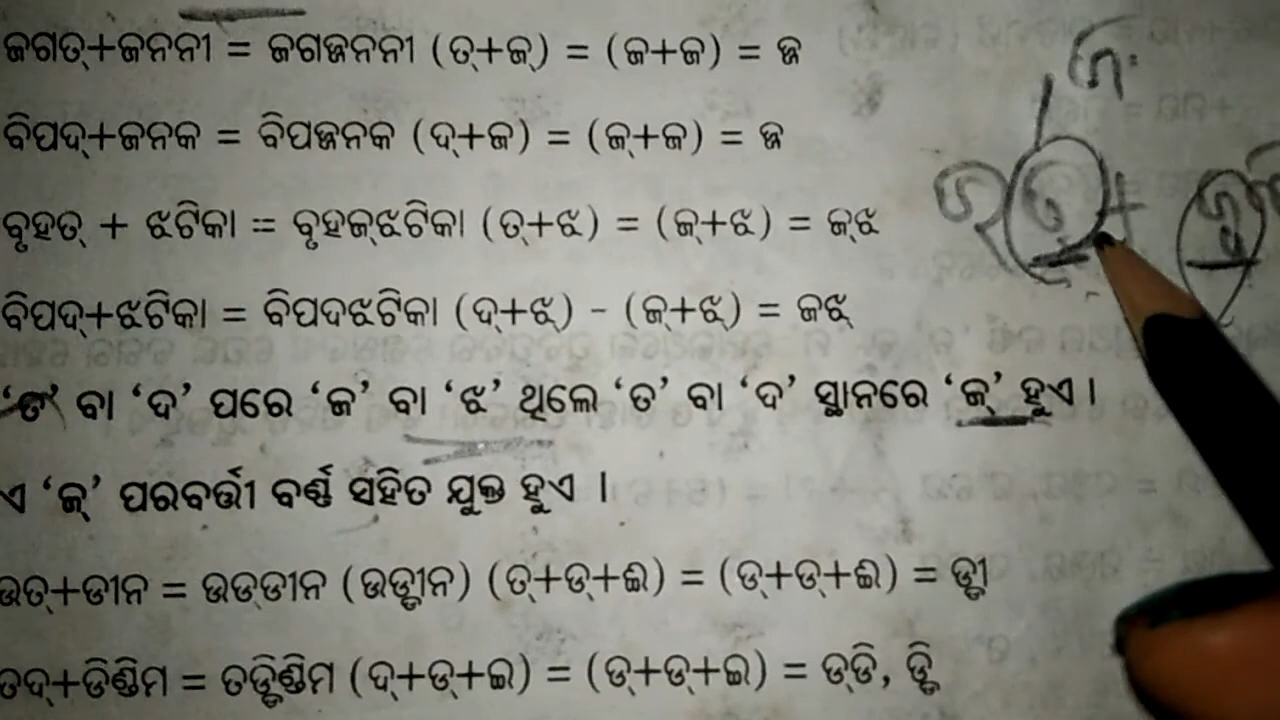 ଜଗତ୍+ଜନନୀ = ଜଗଜ୍ଜନନୀ (ତ୍+ଜ୍) = (ଜ+ଜ) = ଜ୍ଜ
ବିପଦ୍+ଜନକ = ବିପଜ୍ଜନକ (ଦ୍+ଜ) = (ଜ୍+ଜ) = ଜ୍ଜ
ବୃହତ୍ + ଝଟିକା = ବୃହଜ୍‌ଝଟିକା (ତ୍+ଝ) = (ଜ୍+ଝ) = ଜ୍‌ଝ
ବିପଦ୍+ଝଟିକା = ବିପଦଝଟିକା (ଦ୍+ଝ୍) - (ଜ୍+ଝ୍) = ଜଝ୍
‘ତ’ ବା ‘ଦ’ ପରେ ‘ଜ’ ବା ‘ଝ’ ଥିଲେ ‘ତ’ ବା ‘ଦ’ ସ୍ଥାନରେ ‘ଜ୍’ ହୁଏ ।
ଏ ‘ଜ୍’ ପରବର୍ତ୍ତୀ ବର୍ଣ୍ଣ ସହିତ ଯୁକ୍ତ ହୁଏ ।
ଉତ୍+ଡୀନ = ଉଡ୍‌ଡୀନ (ଉଡ୍ଡୀନ) (ତ୍+ଡ୍+ଈ) = (ଡ୍+ଡ୍+ଈ) = ଡ୍ଡୀ
ତଦ୍+ଡିଣ୍ଡିମ = ତଡ୍ଡିଣ୍ଡିମ (ଦ୍+ଡ୍+ଇ) = (ଡ୍+ଡ୍+ଇ) = ଡ୍‌ଡି, ଡ୍ଡି